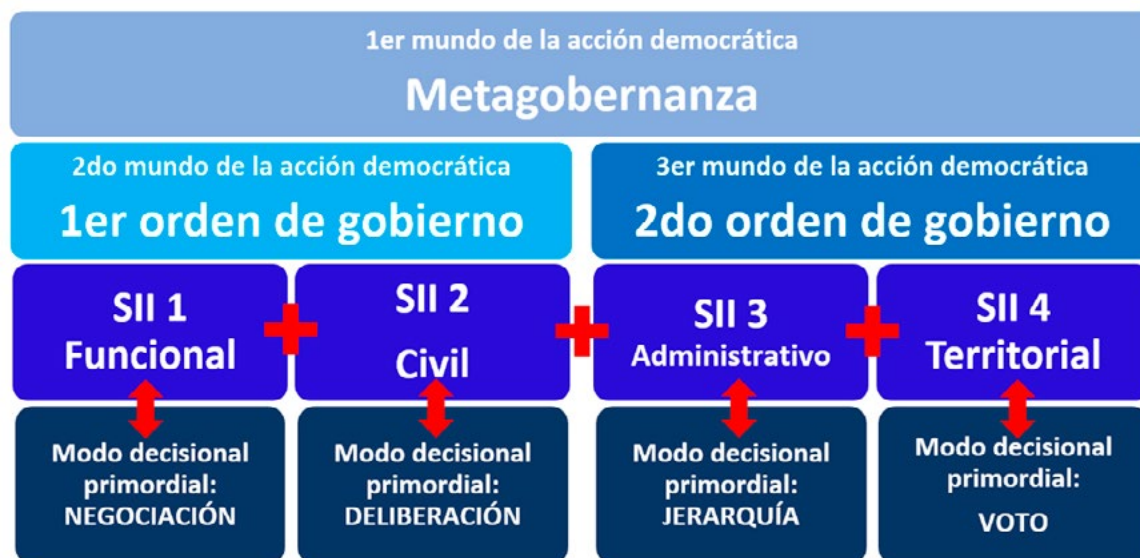 1er mundo de la acción democrática
Metagobernanza
2do mundo de la acción democrática
1er orden de gobierno
3er mundo de la acción democrática
2do orden de gobierno
SII 1
Funcional
SII 2
Civil
SII 3
Administrativo
SII 4
Territorial
Modo decisional
primordial:
NEGOCIACIÓN
Modo decisional
primordial:
DELIBERACIÓN
Modo decisional
primordial:
JERARQUÍA
Modo decisional
primordial:
VOTO